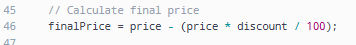 45 // Calculate final price
46 finalPrice = price - (price * discount / 100);
47